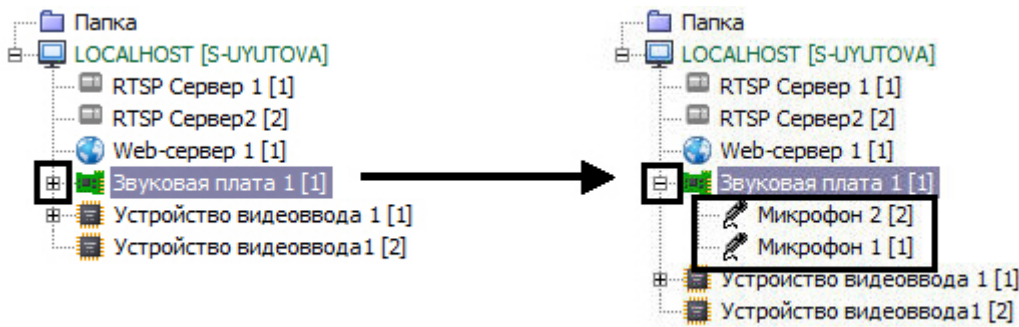 Папка
LOCALHOST [S-UYUTOVA]
RTSP Сервер 1 [1]
RTSP Сервер2 [2]
Web-сервер 1 [1]
Звуковая плата 1 [1]
Устройство видеоввода 1 [1]
Устройство видеоввода1 [2]
Папка
LOCALHOST [S-UYUTOVA]
RTSP Сервер 1 [1]
RTSP Сервер2 [2]
Web-сервер 1 [1]
Звуковая плата 1 [1]
Микрофон 2 [2]
Микрофон 1 [1]
Устройство видеоввода 1 [1]
Устройство видеоввода1 [2]